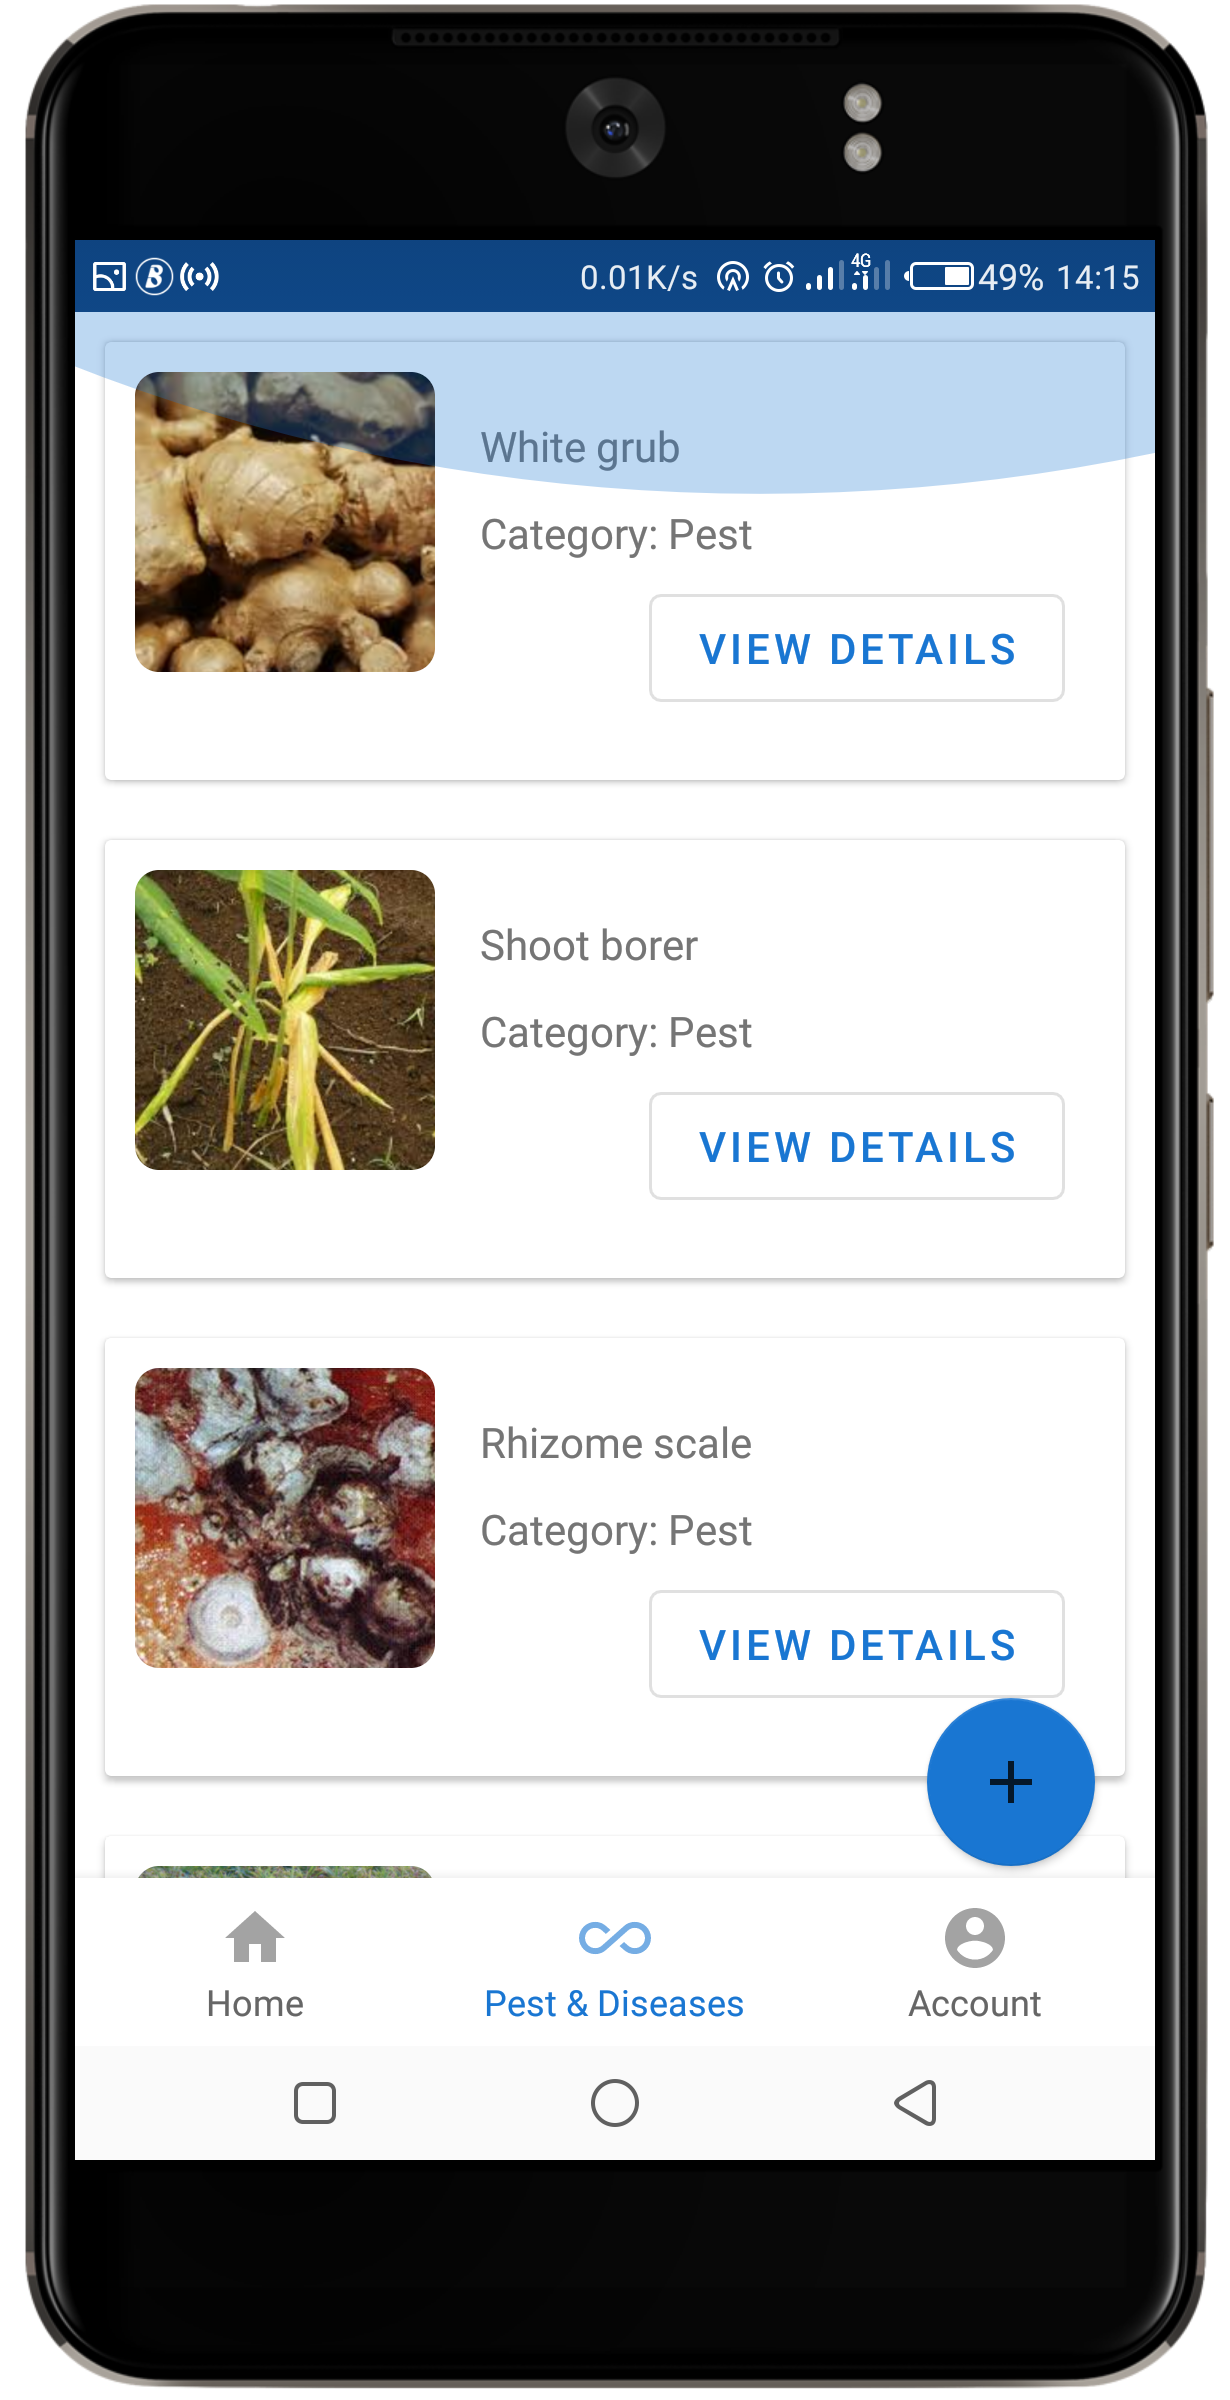 0.01K/s 4G 49% 14:15
White grub
Category: Pest
VIEW DETAILS
Shoot borer
Category: Pest
VIEW DETAILS
Rhizome scale
Category: Pest
VIEW DETAILS
+
Home Pest & Diseases Account